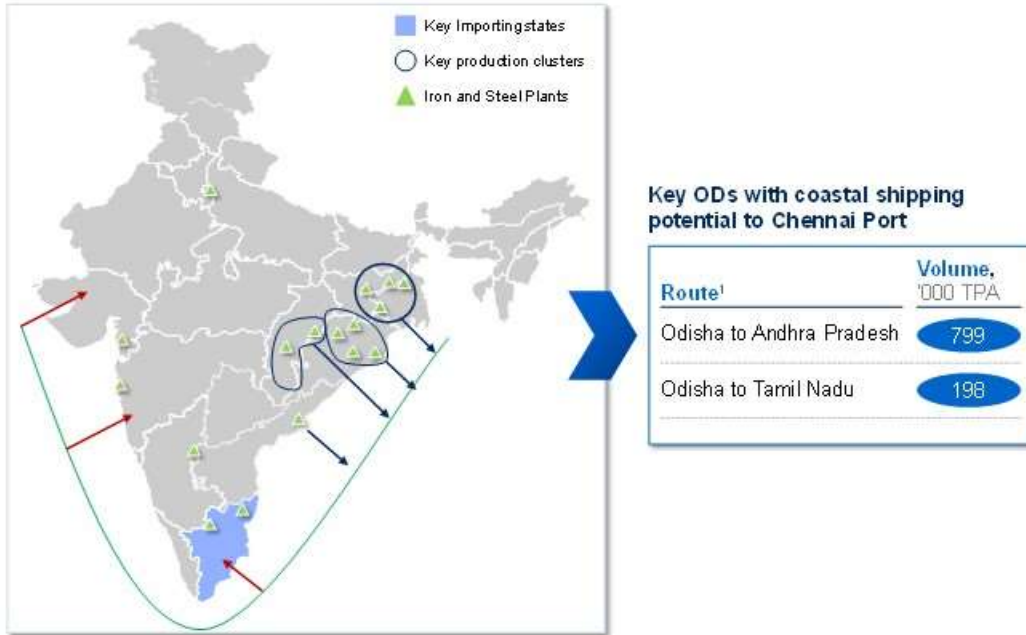 Key Importingstates
Key production clusters
Iron and Steel Plants
Key ODs with coastal shipping
potential to Chennai Port
Route¹
Volume,
'000 TPA
Odisha to Andhra Pradesh 799
Odisha to Tamil Nadu 198